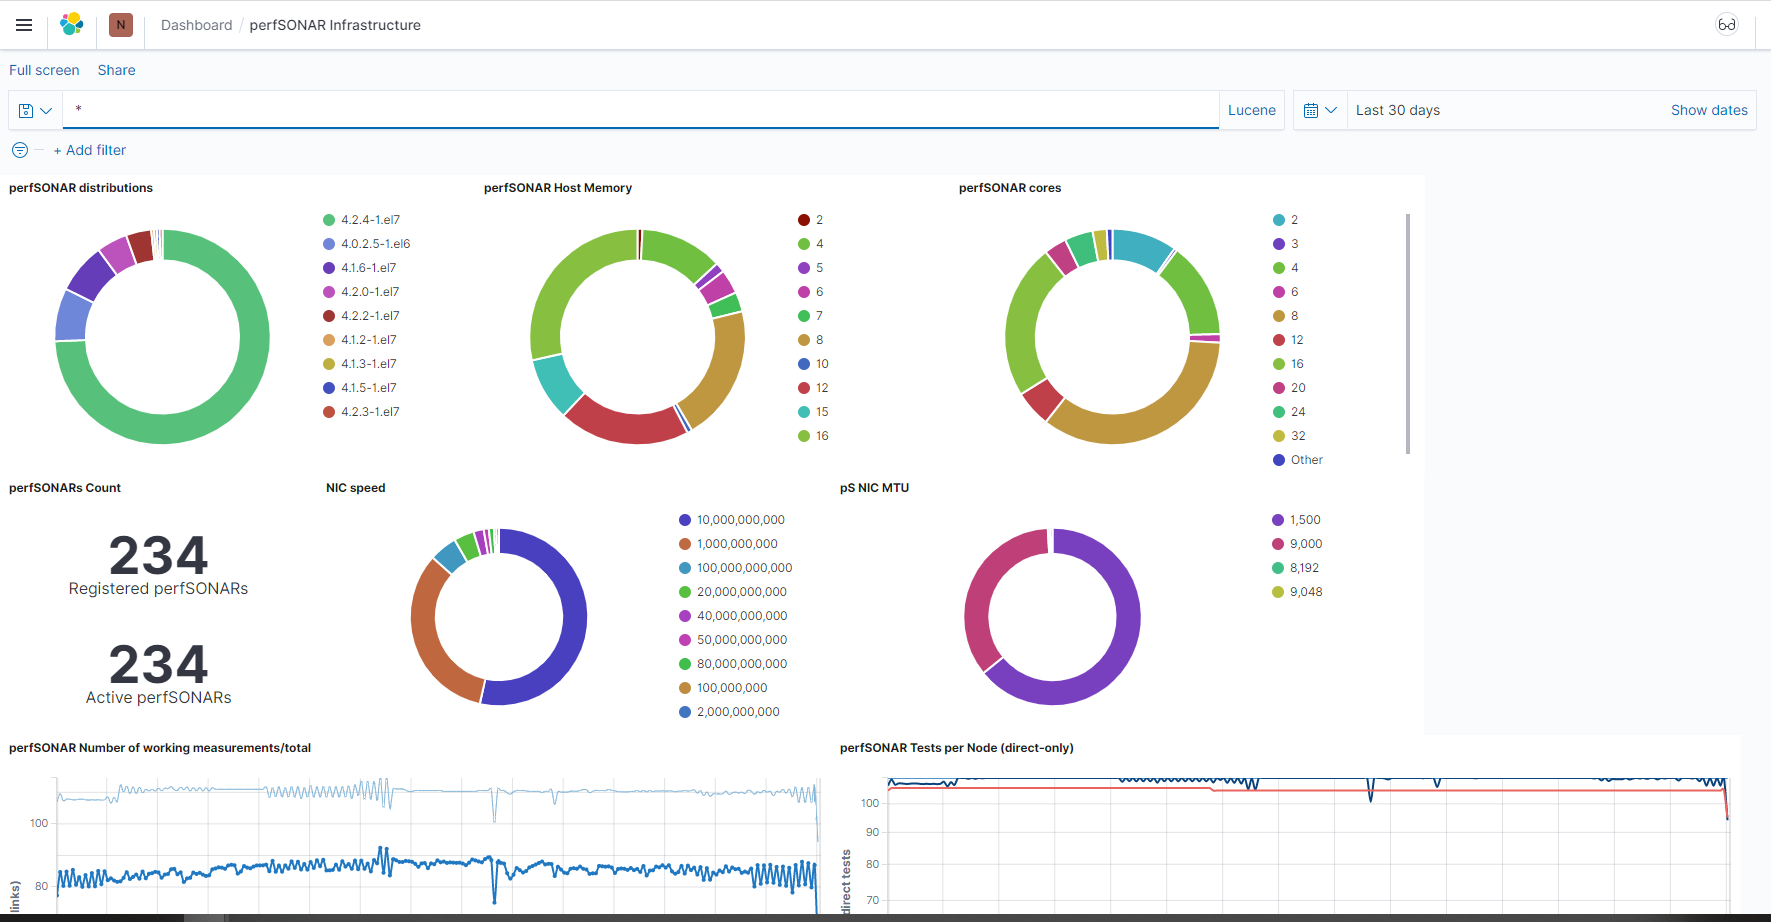 N
Dashboard / perfSONAR Infrastructure
Full screen Share
* Lucene Last 30 days Show dates
+ Add filter
perfSONAR distributions
4.2.4-1.el7
4.0.2.5-1.el6
4.1.6-1.el7
4.2.0-1.el7
4.2.2-1.el7
4.1.2-1.el7
4.1.3-1.el7
4.1.5-1.el7
4.2.3-1.el7
perfSONAR Host Memory
2
4
5
6
7
8
10
12
15
16
perfSONAR cores
2
3
4
6
8
12
16
20
24
32
Other
perfSONARs Count
234
Registered perfSONARs
234
Active perfSONARs
NIC speed
10,000,000,000
1,000,000,000
100,000,000,000
20,000,000,000
40,000,000,000
50,000,000,000
80,000,000,000
100,000,000
2,000,000,000
pS NIC MTU
1,500
9,000
8,192
9,048
perfSONAR Number of working measurements/total
100
80
links)
perfSONAR Tests per Node (direct-only)
100
90
80
70
direct tests